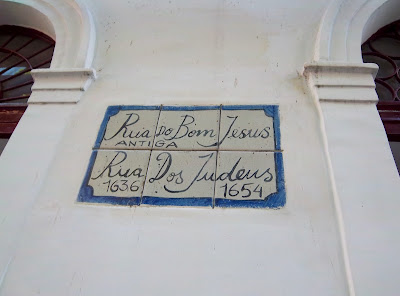 Rua Do Bom Jesus
ANTIGA
Rua Dos Judeus
1636 1654